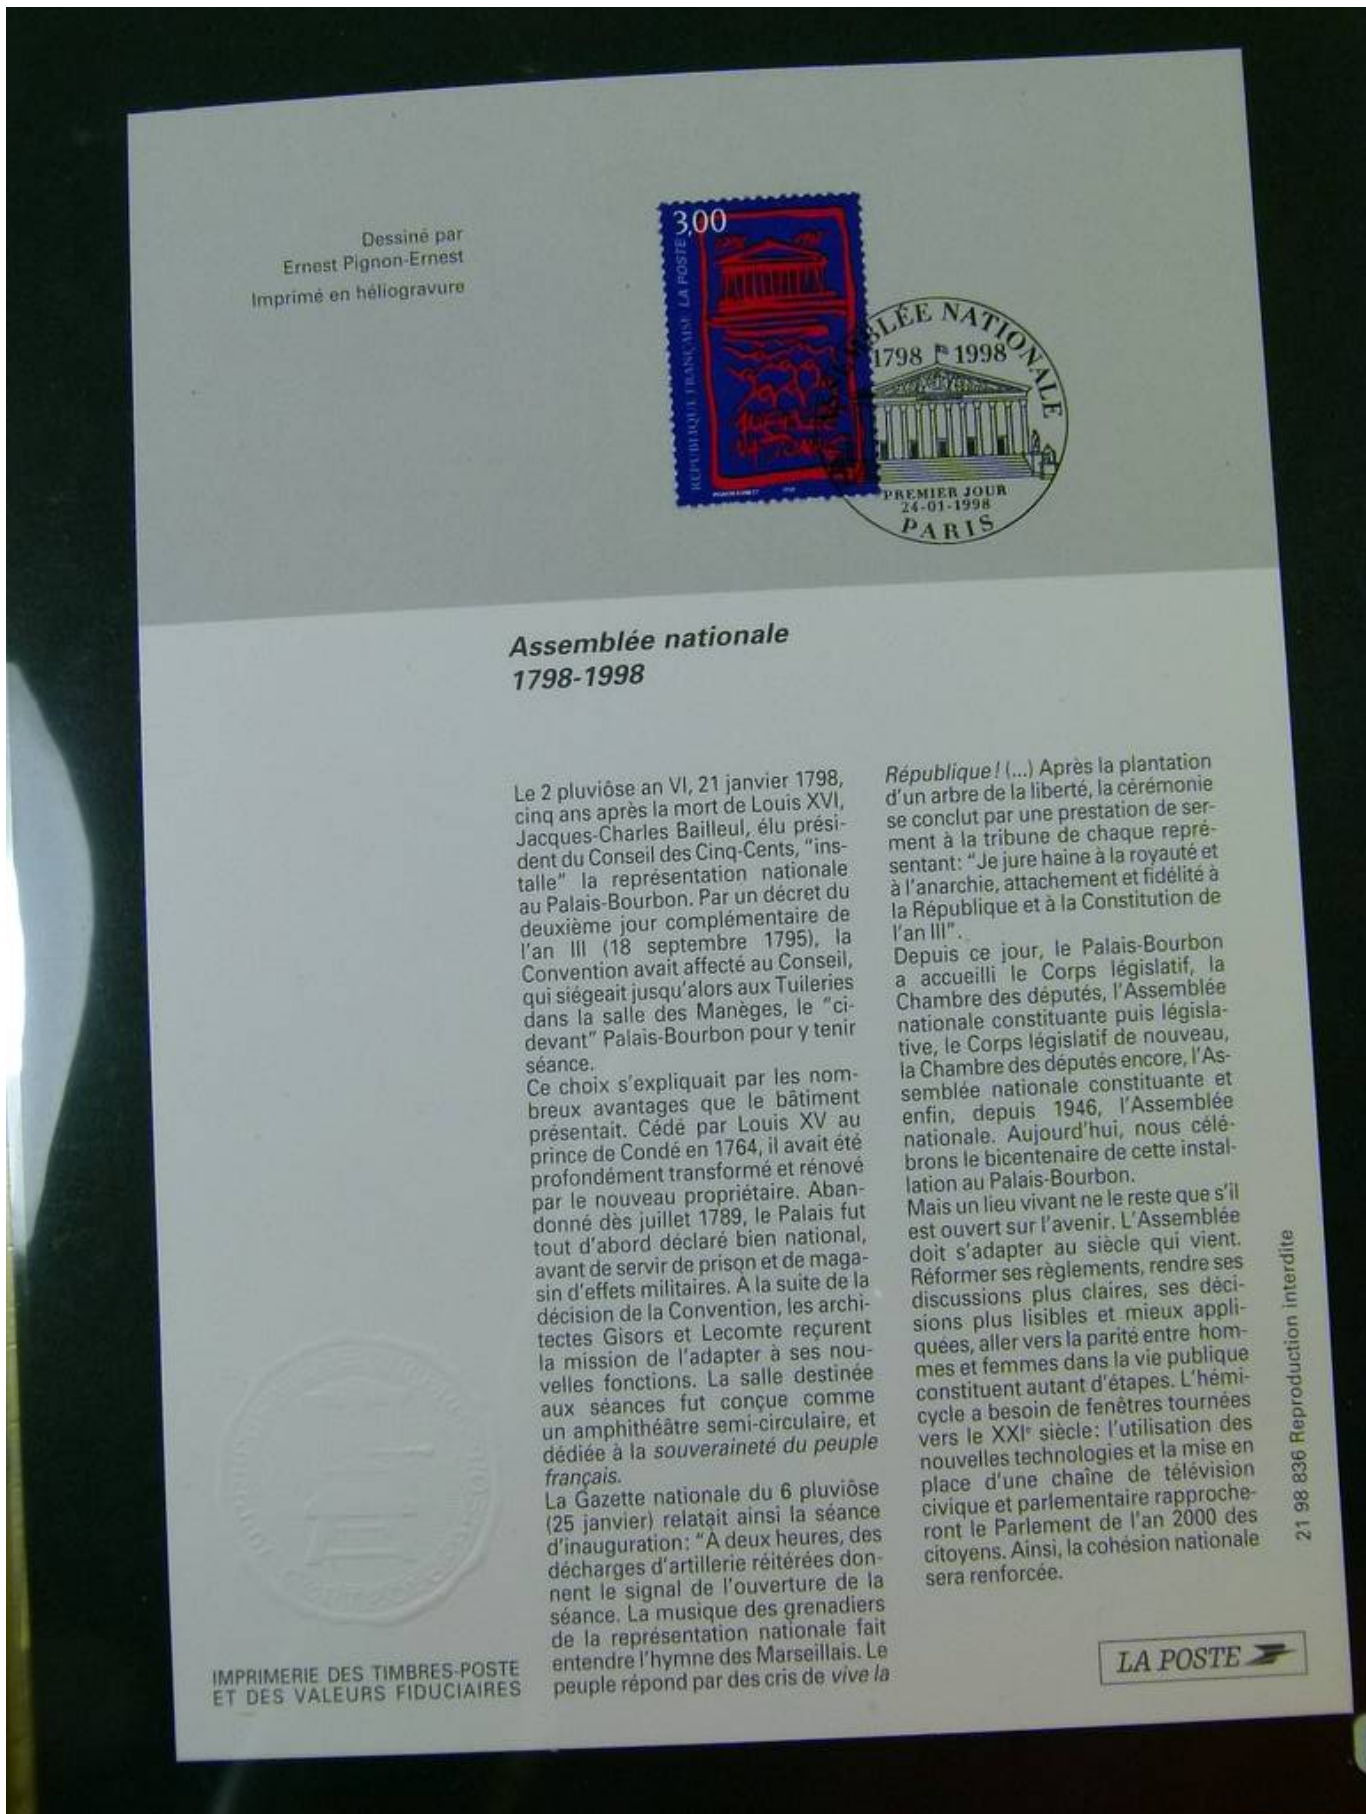 Dessiné par
Ernest Pignon-Ernest
Imprimé en héliogravure
3,00
REPUBLIQUE FRANÇAISE LA POSTE
BLÉE NATIONALE
1798 1998
PREMIER JOUR
24-01-1998
PARIS
Assemblée nationale
1798-1998
Le 2 pluviôse an VI, 21 janvier 1798,
cinq ans après la mort de Louis XVI,
Jacques-Charles Bailleul, élu prési-
dent du Conseil des Cinq-Cents, "ins-
talle" la représentation nationale
au Palais-Bourbon. Par un décret du
deuxième jour complémentaire de
l'an III (18 septembre 1795), la
Convention avait affecté au Conseil,
qui siégeait jusqu'alors aux Tuileries
dans la salle des Manèges, le "ci-
devant" Palais-Bourbon pour y tenir
séance.
Ce choix s'expliquait par les nom-
breux avantages que le bâtiment
présentait. Cédé par Louis XV au
prince de Condé en 1764, il avait été
profondément transformé et rénové
par le nouveau propriétaire. Aban-
donné dès juillet 1789, le Palais fut
tout d'abord déclaré bien national,
avant de servir de prison et de maga-
sin d'effets militaires. À la suite de la
décision de la Convention, les archi-
tectes Gisors et Lecomte reçurent
la mission de l'adapter à ses nou-
velles fonctions. La salle destinée
aux séances fut conçue comme
un amphithéâtre semi-circulaire, et
dédiée à la souveraineté du peuple
français.
La Gazette nationale du 6 pluviôse
(25 janvier) relatait ainsi la séance
d'inauguration: "À deux heures, des
décharges d'artillerie réitérées don-
nent le signal de l'ouverture de la
séance. La musique des grenadiers
de la représentation nationale fait
entendre l'hymne des Marseillais. Le
peuple répond par des cris de vive la
République! (...) Après la plantation
d'un arbre de la liberté, la cérémonie
se conclut par une prestation de ser-
ment à la tribune de chaque repré-
sentant: "Je jure haine à la royauté et
à l'anarchie, attachement et fidélité à
la République et à la Constitution de
l'an III".
Depuis ce jour, le Palais-Bourbon
a accueilli le Corps législatif, la
Chambre des députés, l'Assemblée
nationale constituante puis législa-
tive, le Corps législatif de nouveau,
la Chambre des députés encore, l'As-
semblée nationale constituante et
enfin, depuis 1946, l'Assemblée
nationale. Aujourd'hui, nous célé-
brons le bicentenaire de cette instal-
lation au Palais-Bourbon.
Mais un lieu vivant ne le reste que s'il
est ouvert sur l'avenir. L'Assemblée
doit s'adapter au siècle qui vient.
Réformer ses règlements, rendre ses
discussions plus claires, ses déci-
sions plus lisibles et mieux appli-
quées, aller vers la parité entre hom-
mes et femmes dans la vie publique
constituent autant d'étapes. L'hémi-
cycle a besoin de fenêtres tournées
vers le XXIe siècle: l'utilisation des
nouvelles technologies et la mise en
place d'une chaîne de télévision
civique et parlementaire rapproche-
ront le Parlement de l'an 2000 des
citoyens. Ainsi, la cohésion nationale
sera renforcée.
21 98 836 Reproduction interdite
IMPRIMERIE DES TIMBRES-POSTE
ET DES VALEURS FIDUCIAIRES
LA POSTE